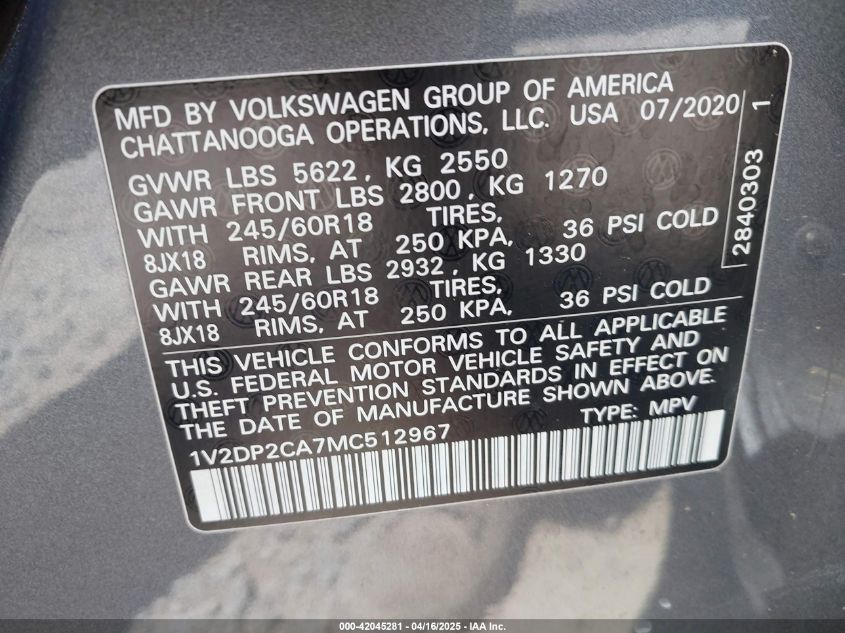 MFD BY VOLKSWAGEN GROUP OF AMERICA
CHATTANOOGA OPERATIONS, LLC. USA 07/2020
GVWR LBS 5622, KG 2550
GAWR FRONT LBS 2800, KG 1270
WITH 245/60R18 TIRES,
8JX18 RIMS, AT 250 KPA, 36 PSI COLD
GAWR REAR LBS 2932, KG 1330
WITH 245/60R18 TIRES,
8JX18 RIMS, AT 250 KPA, 36 PSI COLD
THIS VEHICLE CONFORMS TO ALL APPLICABLE
U.S. FEDERAL MOTOR VEHICLE SAFETY AND
THEFT PREVENTION STANDARDS IN EFFECT ON
THE DATE OF MANUFACTURE SHOWN ABOVE.
1V2DP2CA7MC512967 TYPE: MPV
2840303 1
000-42045281 - 04/16/2025 - IAA Inc.